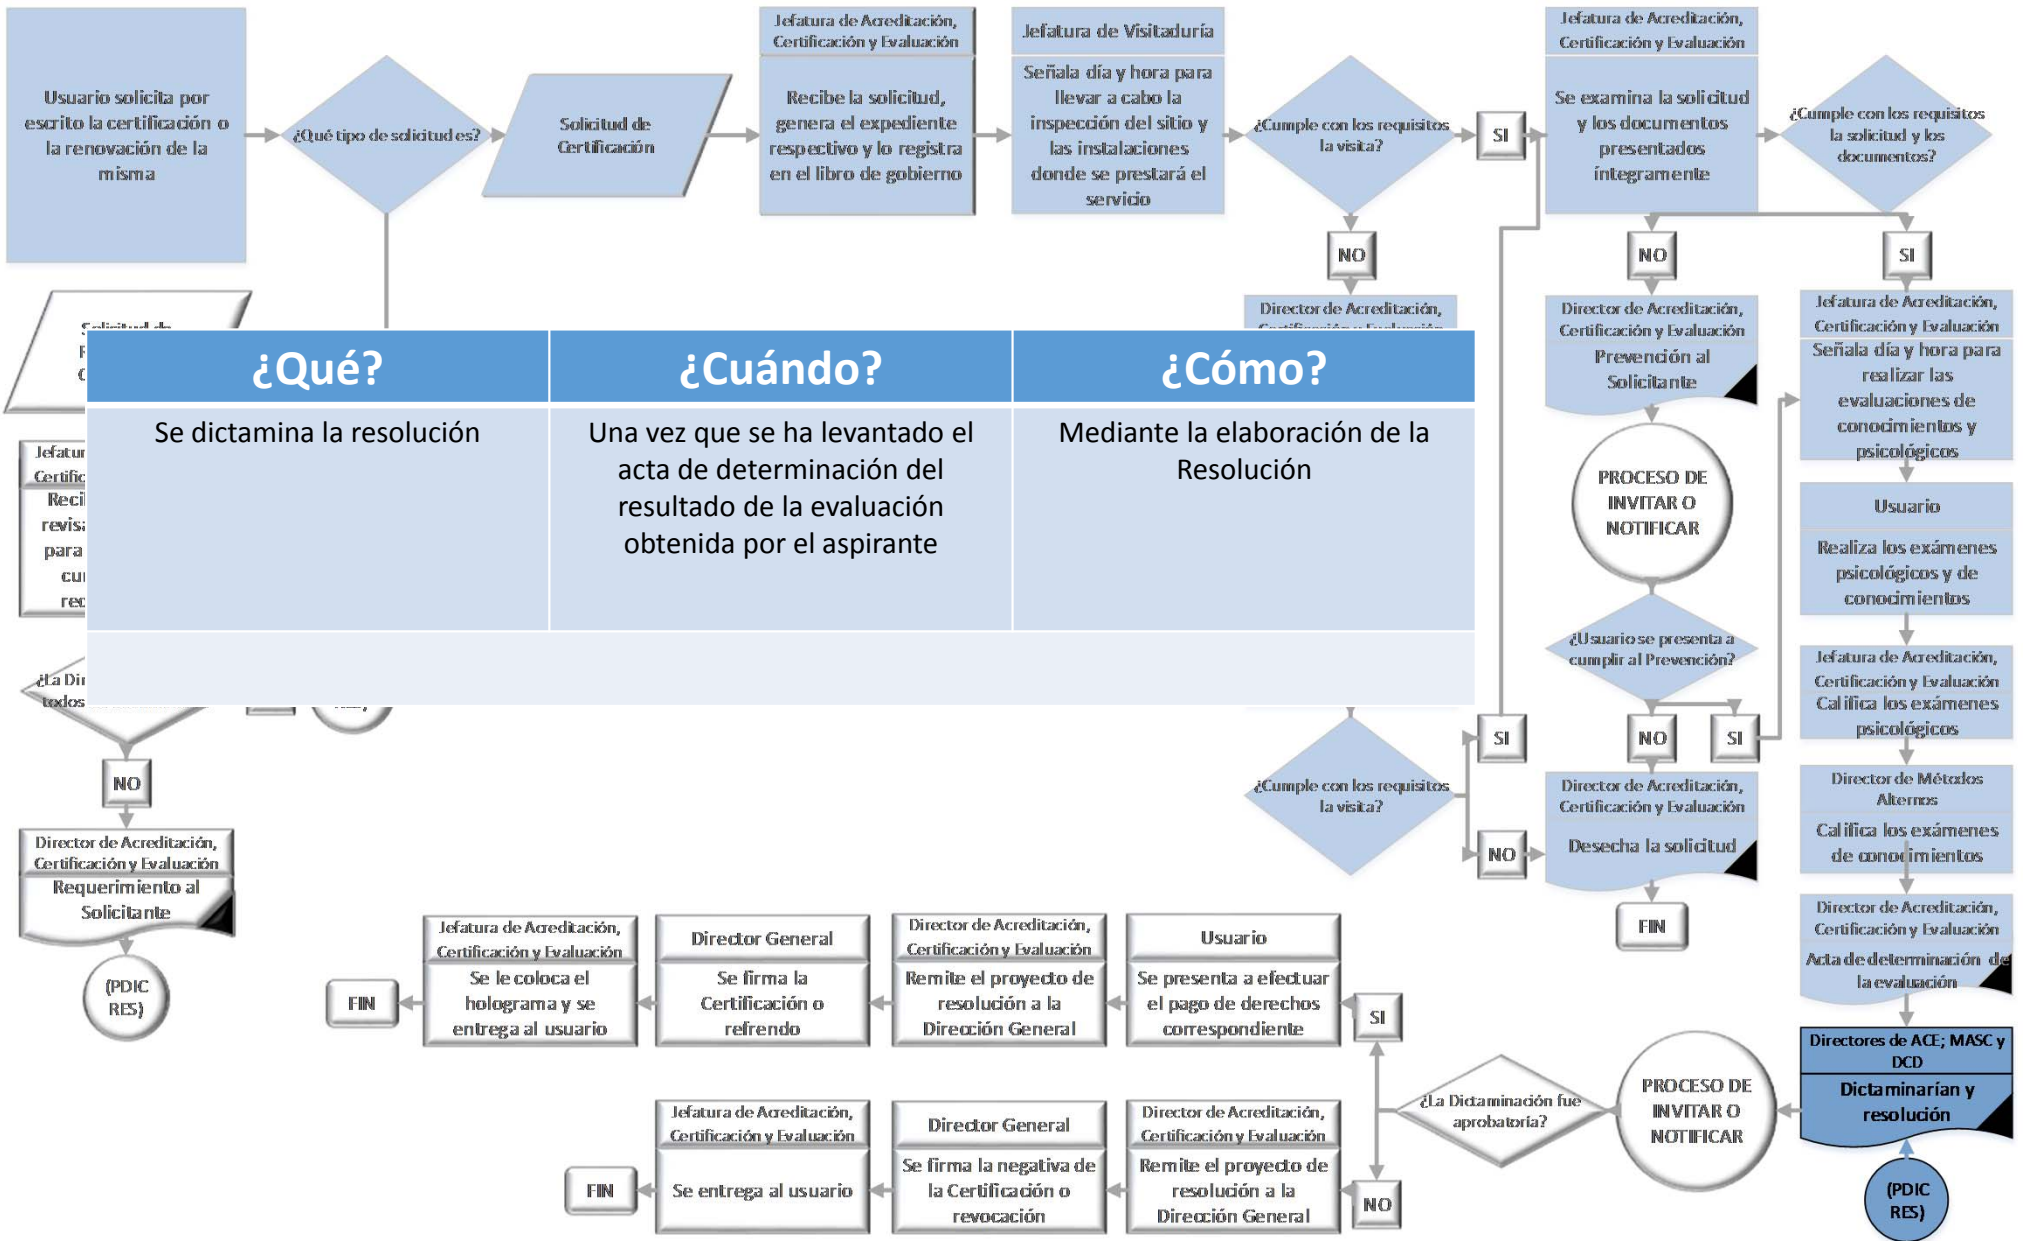 Usuario solicita por
escrito la certificación o
la renovación de la
misma
¿Qué tipo de solicitud es?
Solicitud de
Certificación
Jefatura de Acreditación,
Certificación y Evaluación
Recibe la solicitud,
genera el expediente
respectivo y lo registra
en el libro de gobierno
Jefatura de Visitaduría
Señala día y hora para
llevar a cabo la
inspección del sitio y
las instalaciones
donde se prestará el
servicio
¿Cumple con los requisitos
la visita?
SI
NO
Director de Acreditación,
Jefatura de Acreditación,
Certificación y Evaluación
Se examina la solicitud
y los documentos
presentados
íntegramente
¿Cumple con los requisitos
la solicitud y los
documentos?
NO
SI
Director de Acreditación,
Certificación y Evaluación
Prevención al
Solicitante
PROCESO DE
INVITAR O
NOTIFICAR
¿Usuario se presenta a
cumplir al Prevención?
NO
SI
Director de Acreditación,
Certificación y Evaluación
Desecha la solicitud
FIN
Jefatura de Acreditación,
Certificación y Evaluación
Señala día y hora para
realizar las
evaluaciones de
conocimientos y
psicológicos
Usuario
Realiza los exámenes
psicológicos y de
conocimientos
Jefatura de Acreditación,
Certificación y Evaluación
Califica los exámenes
psicológicos
Director de Métodos
Alternos
Califica los exámenes
de conocimientos
Director de Acreditación,
Certificación y Evaluación
Acta de determinación de
la evaluación
Directores de ACE; MASC y
DCD
Dictaminarían y
resolución
(PDIC
RES)
¿Qué?
¿Cuándo?
¿Cómo?
Se dictamina la resolución
Una vez que se ha levantado el
acta de determinación del
resultado de la evaluación
obtenida por el aspirante
Mediante la elaboración de la
Resolución
Solicitud de
Jefatur
Certific
Reci
revis
para
cu
rec
¿La Dir
todos
NO
Director de Acreditación,
Certificación y Evaluación
Requerimiento al
Solicitante
(PDIC
RES)
¿Cumple con los requisitos
la visita?
SI
NO
PROCESO DE
INVITAR O
NOTIFICAR
¿La Dictaminación fue
aprobatoria?
SI
Usuario
Se presenta a efectuar
el pago de derechos
correspondiente
Director de Acreditación,
Certificación y Evaluación
Remite el proyecto de
resolución a la
Dirección General
Director General
Se firma la
Certificación o
refrendo
Jefatura de Acreditación,
Certificación y Evaluación
Se le coloca el
holograma y se
entrega al usuario
FIN
NO
Director de Acreditación,
Certificación y Evaluación
Remite el proyecto de
resolución a la
Dirección General
Director General
Se firma la negativa de
la Certificación o
revocación
Jefatura de Acreditación,
Certificación y Evaluación
Se entrega al usuario
FIN